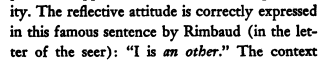 ity. The reflective attitude is correctly expressed
in this famous sentence by Rimbaud (in the let-
ter of the seer): “I is an other.” The context